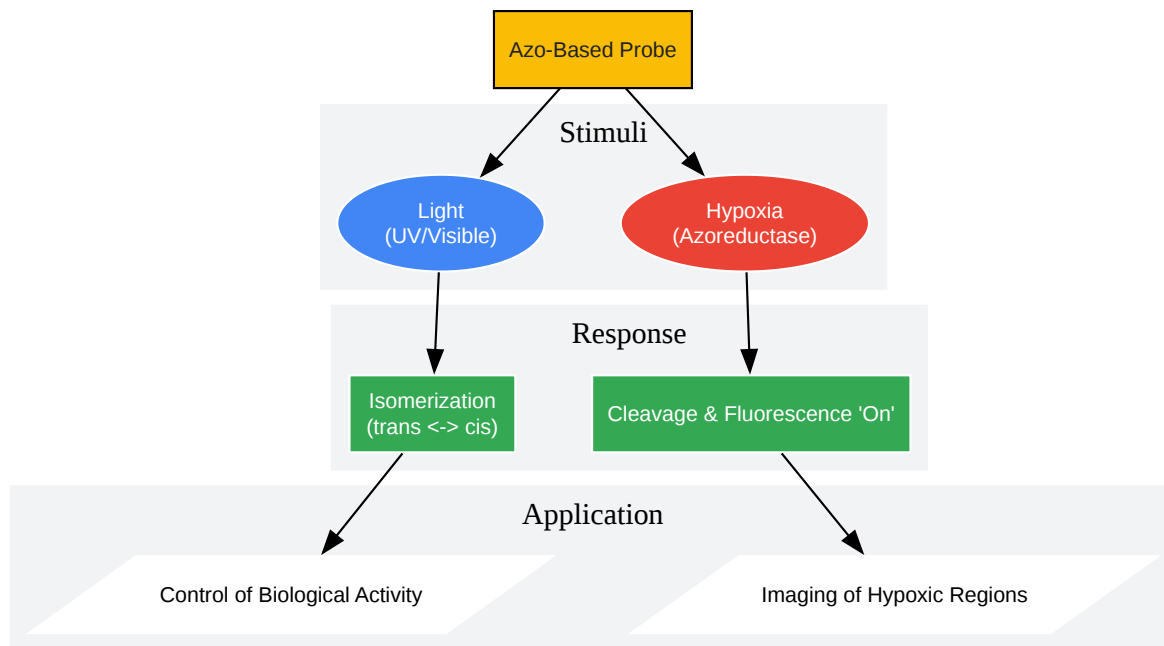 Azo-Based Probe
Stimuli
Light
(UV/Visible)
Hypoxia
(Azoreductase)
Response
Isomerization
(trans <-> cis)
Cleavage & Fluorescence 'On'
Application
Control of Biological Activity
Imaging of Hypoxic Regions